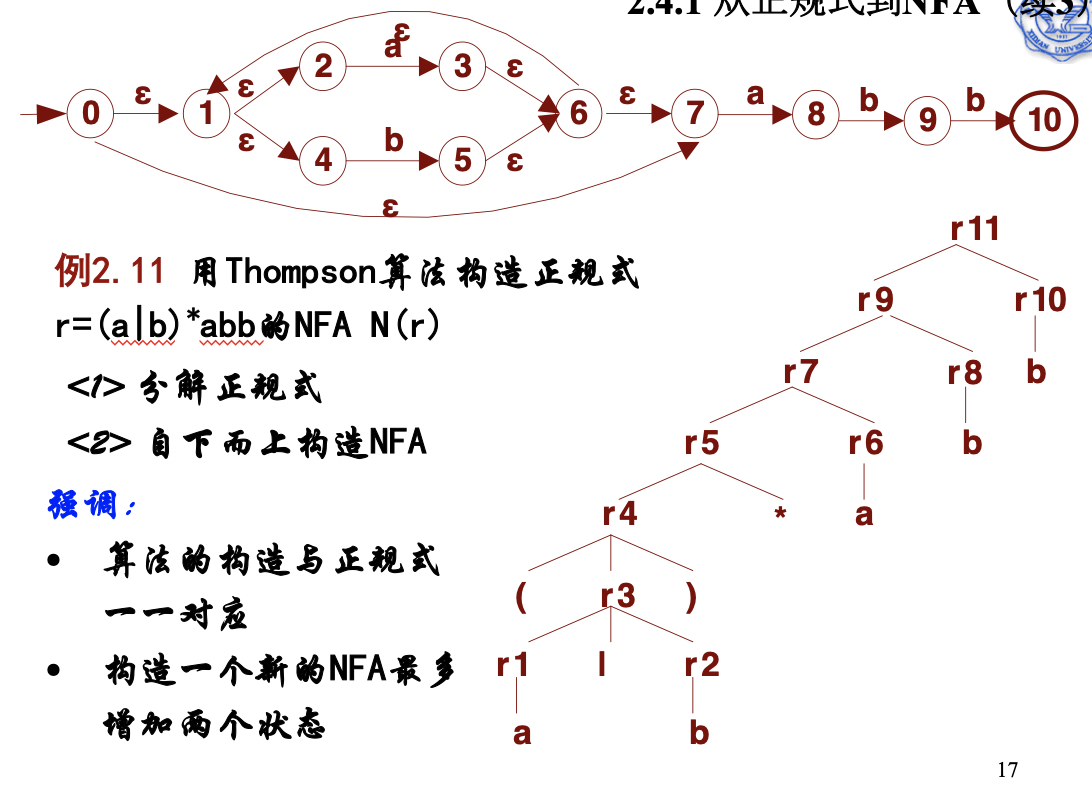 2.4.1 从正规式到NFA（续3）
ε
a
2 3
ε ε
0 ε 1 6 ε 7 a 8 b 9 b 10
ε b
4 5 ε
ε
例2.11 用Thompson算法构造正规式
r=(a|b)*abb的NFA N(r)
<1> 分解正规式
<2> 自下而上构造NFA
强调：
• 算法的构造与正规式
一一对应
• 构造一个新的NFA最多
增加两个状态
r11
r9 r10
r7 r8 b
r5 r6 b
r4 * a
( r3 )
r1 | r2
a b
17